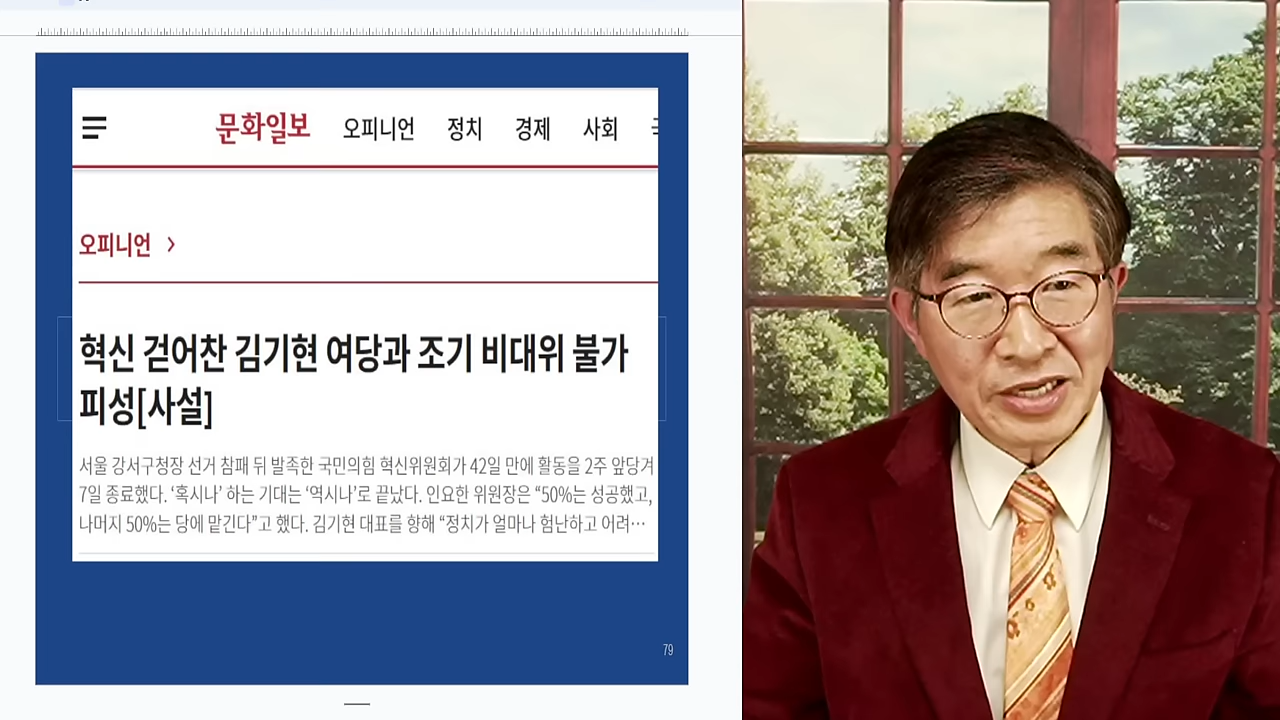 문화일보 오피니언 정치 경제 사회
오피니언 >
혁신 걷어찬 김기현 여당과 조기 비대위 불가
피성[사설]
서울 강서구청장 선거 참패 뒤 발족한 국민의힘 혁신위원회가 42일 만에 활동을 2주 앞당겨
7일 종료했다. ‘혹시나’ 하는 기대는 ‘역시나’로 끝났다. 인요한 위원장은 “50%는 성공했고,
나머지 50%는 당에 맡긴다”고 했다. 김기현 대표를 향해 “정치가 얼마나 험난하고 어려…
79